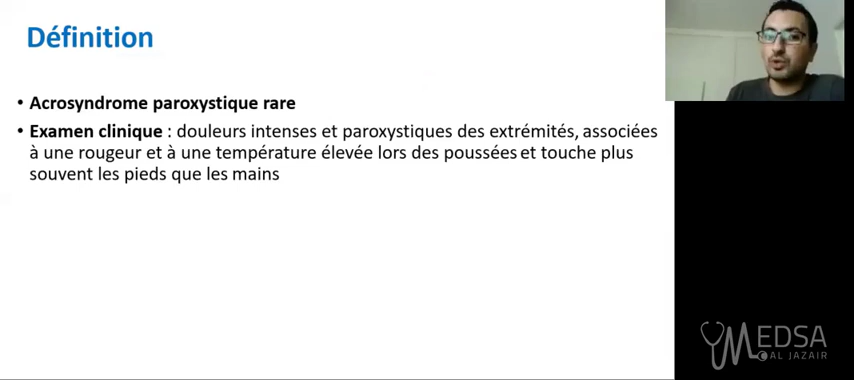 Définition
• Acrosyndrome paroxystique rare
• Examen clinique : douleurs intenses et paroxystiques des extrémités, associées
à une rougeur et à une température élevée lors des poussées et touche plus
souvent les pieds que les mains
MEDSA
AL JAZAIR